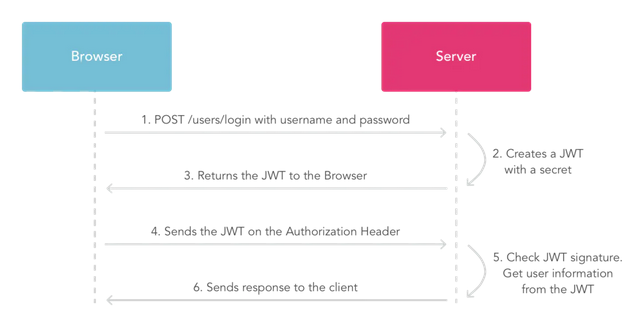 Browser
Server
1. POST /users/login with username and password
2. Creates a JWT
with a secret
3. Returns the JWT to the Browser
4. Sends the JWT on the Authorization Header
5. Check JWT signature.
Get user information
from the JWT
6. Sends response to the client